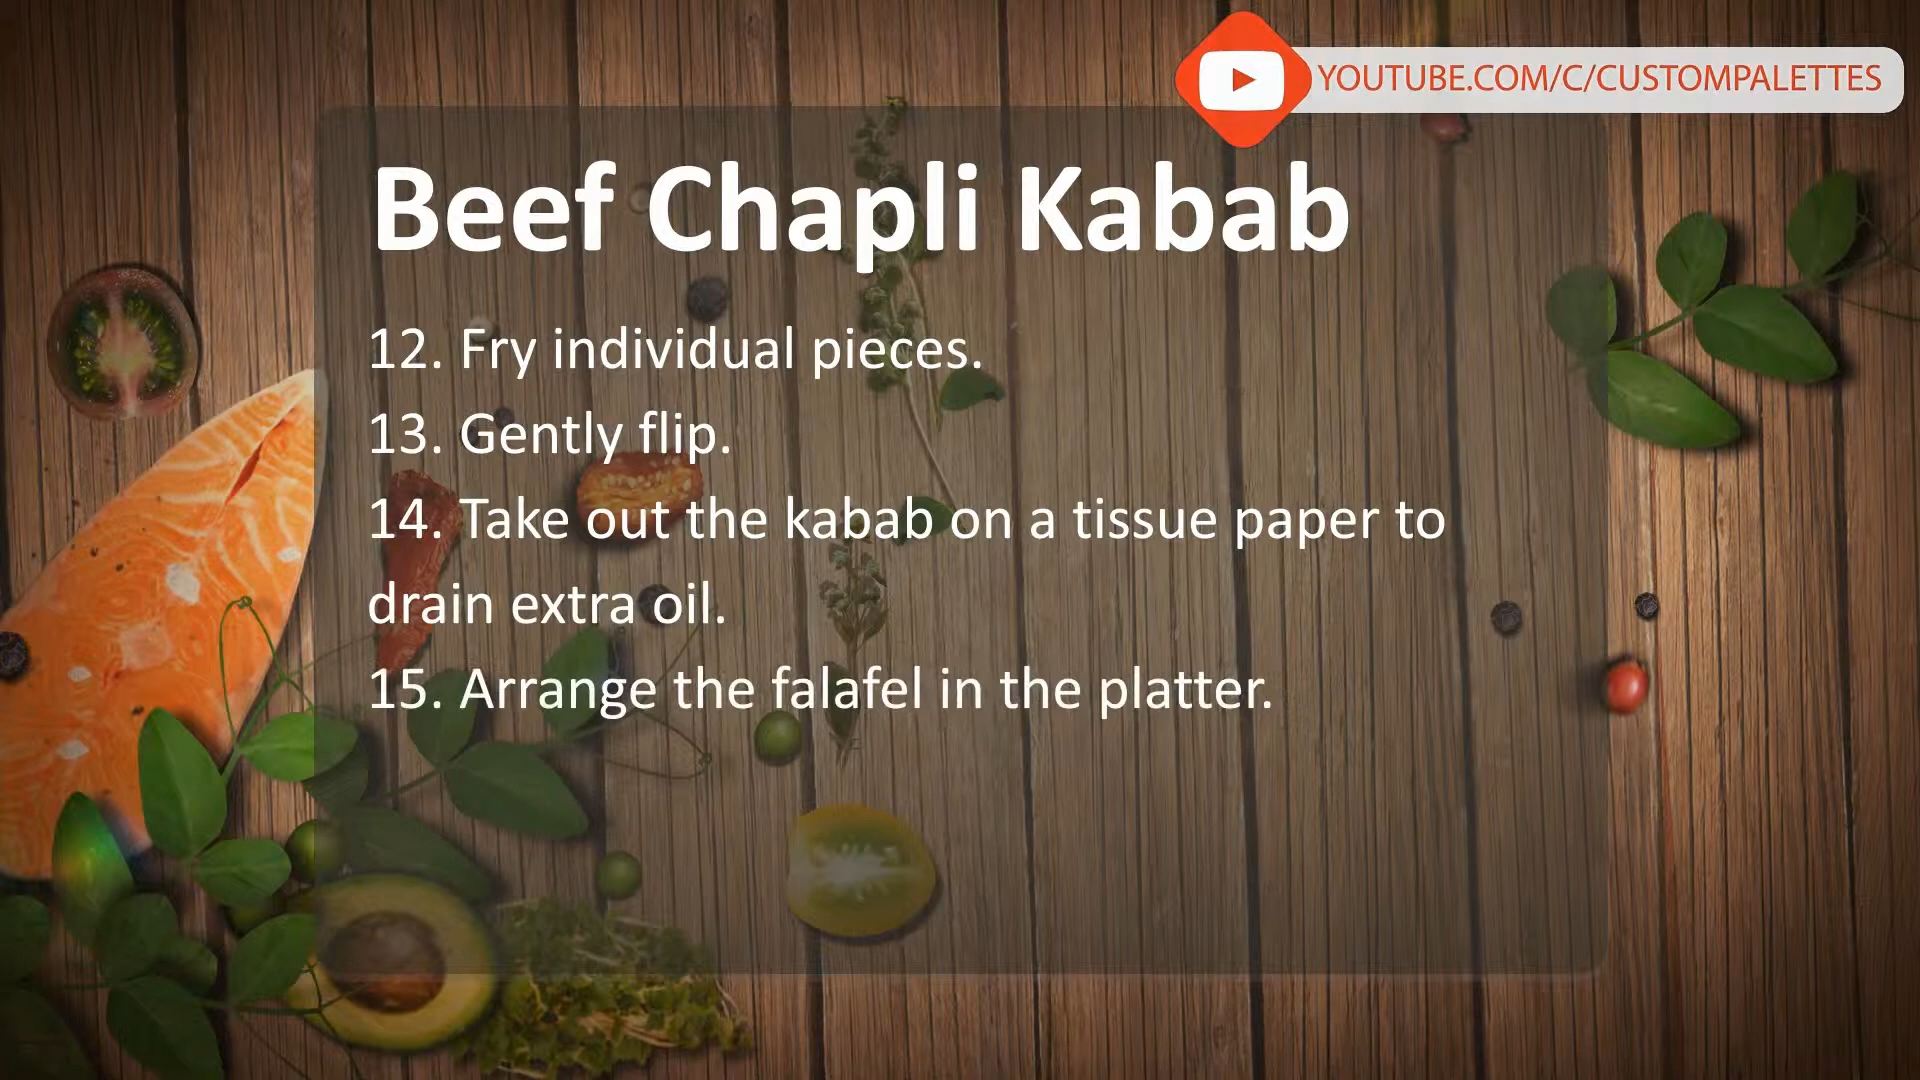 YOUTUBE.COM/C/CUSTOMPALETTES
Beef Chapli Kabab
12. Fry individual pieces.
13. Gently flip.
14. Take out the kabab on a tissue paper to
drain extra oil.
15. Arrange the falafel in the platter.